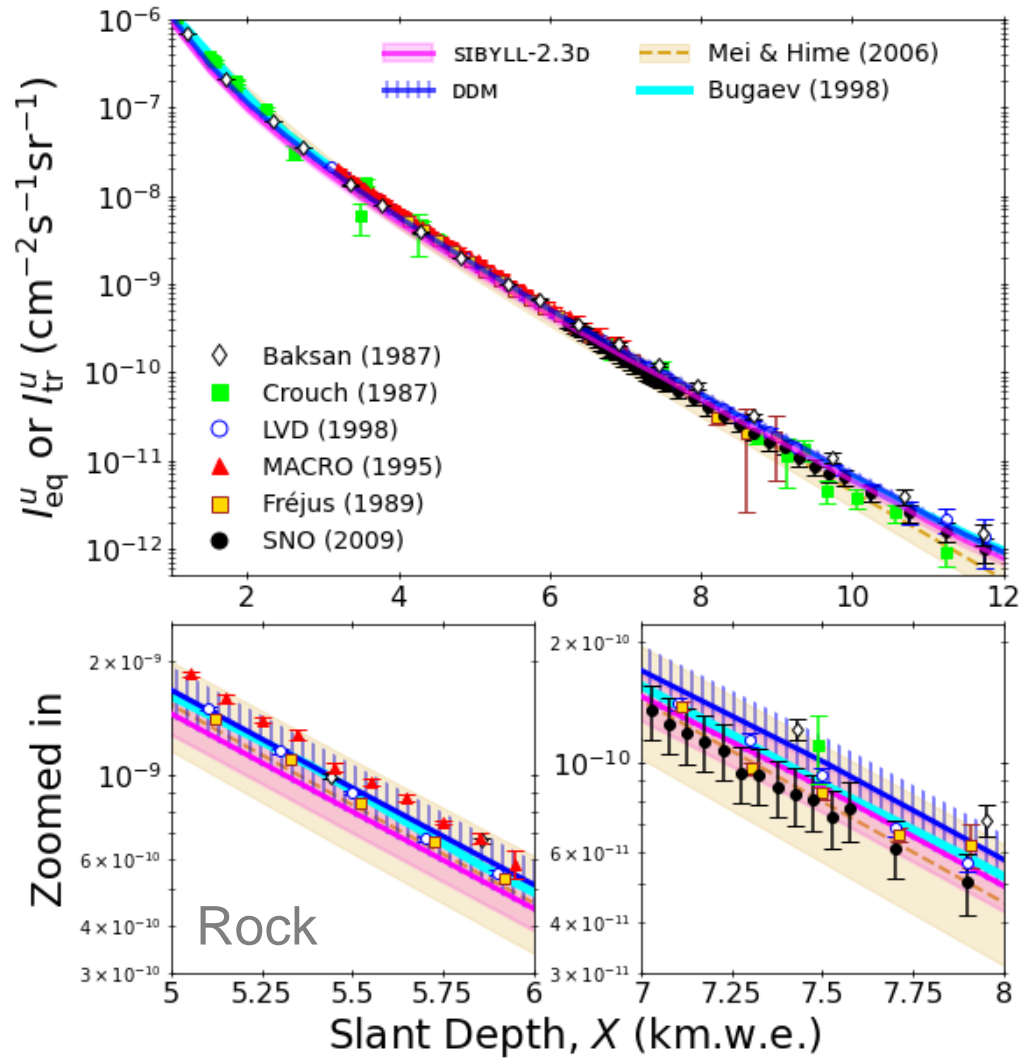 I^u_eq or I^u_tr (cm⁻²s⁻¹sr⁻¹)
10⁻⁶
10⁻⁷
10⁻⁸
10⁻⁹
10⁻¹⁰
10⁻¹¹
10⁻¹²
SIBYLL-2.3D
DDM
Mei & Hime (2006)
Bugaev (1998)
Baksan (1987)
Crouch (1987)
LVD (1998)
MACRO (1995)
Fréjus (1989)
SNO (2009)
2 4 6 8 10 12
Zoomed in
2 × 10⁻⁹
10⁻⁹
6 × 10⁻¹⁰
4 × 10⁻¹⁰
3 × 10⁻¹⁰
Rock
5 5.25 5.5 5.75 6
2 × 10⁻¹⁰
10⁻¹⁰
6 × 10⁻¹¹
4 × 10⁻¹¹
3 × 10⁻¹¹
7 7.25 7.5 7.75 8
Slant Depth, X (km.w.e.)